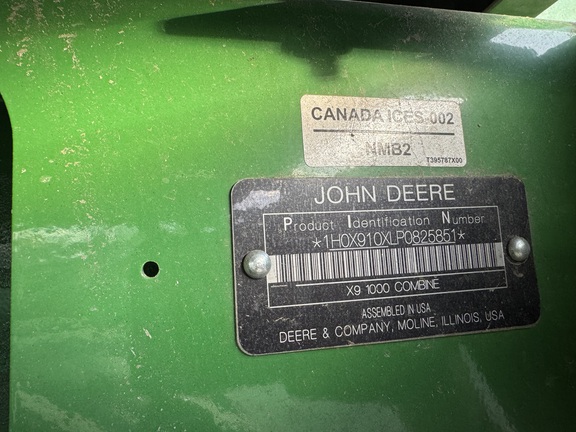 CANADA ICES-002
NMB2
T395787X00
JOHN DEERE
Product Identification Number
*1H0X910XLP0825851*
X9 1000 COMBINE
ASSEMBLED IN USA
DEERE & COMPANY, MOLINE, ILLINOIS, USA